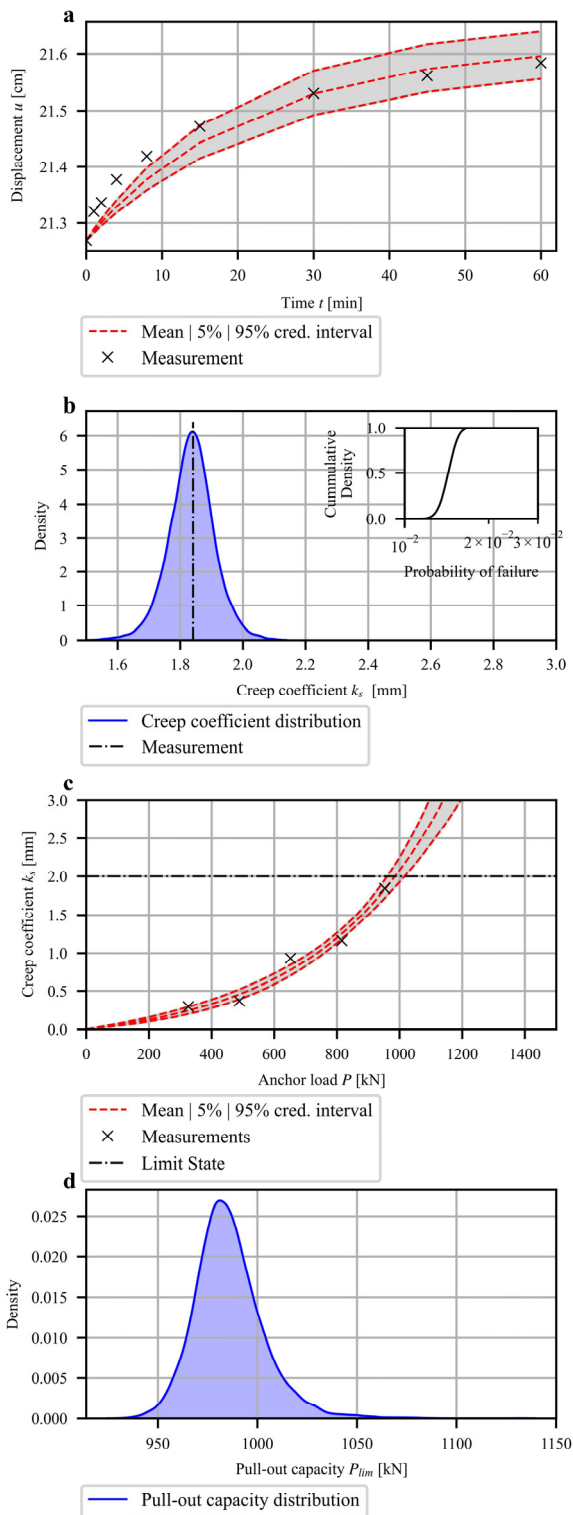 a
21.6
21.5
21.4
21.3
Displacement u [cm]
0 10 20 30 40 50 60
Time t [min]
Mean | 5% | 95% cred. interval
Measurement
b
6
5
4
3
2
1
0
Density
1.0
0.5
0.0
Cummulative
Density
10⁻² 2 × 10⁻² 3 × 10⁻²
Probability of failure
1.6 1.8 2.0 2.2 2.4 2.6 2.8 3.0
Creep coefficient kₛ [mm]
Creep coefficient distribution
Measurement
c
3.0
2.5
2.0
1.5
1.0
0.5
0.0
Creep coefficient kₛ [mm]
0 200 400 600 800 1000 1200 1400
Anchor load P [kN]
Mean | 5% | 95% cred. interval
Measurements
Limit State
d
0.025
0.020
0.015
0.010
0.005
0.000
Density
950 1000 1050 1100 1150
Pull-out capacity Plim [kN]
Pull-out capacity distribution